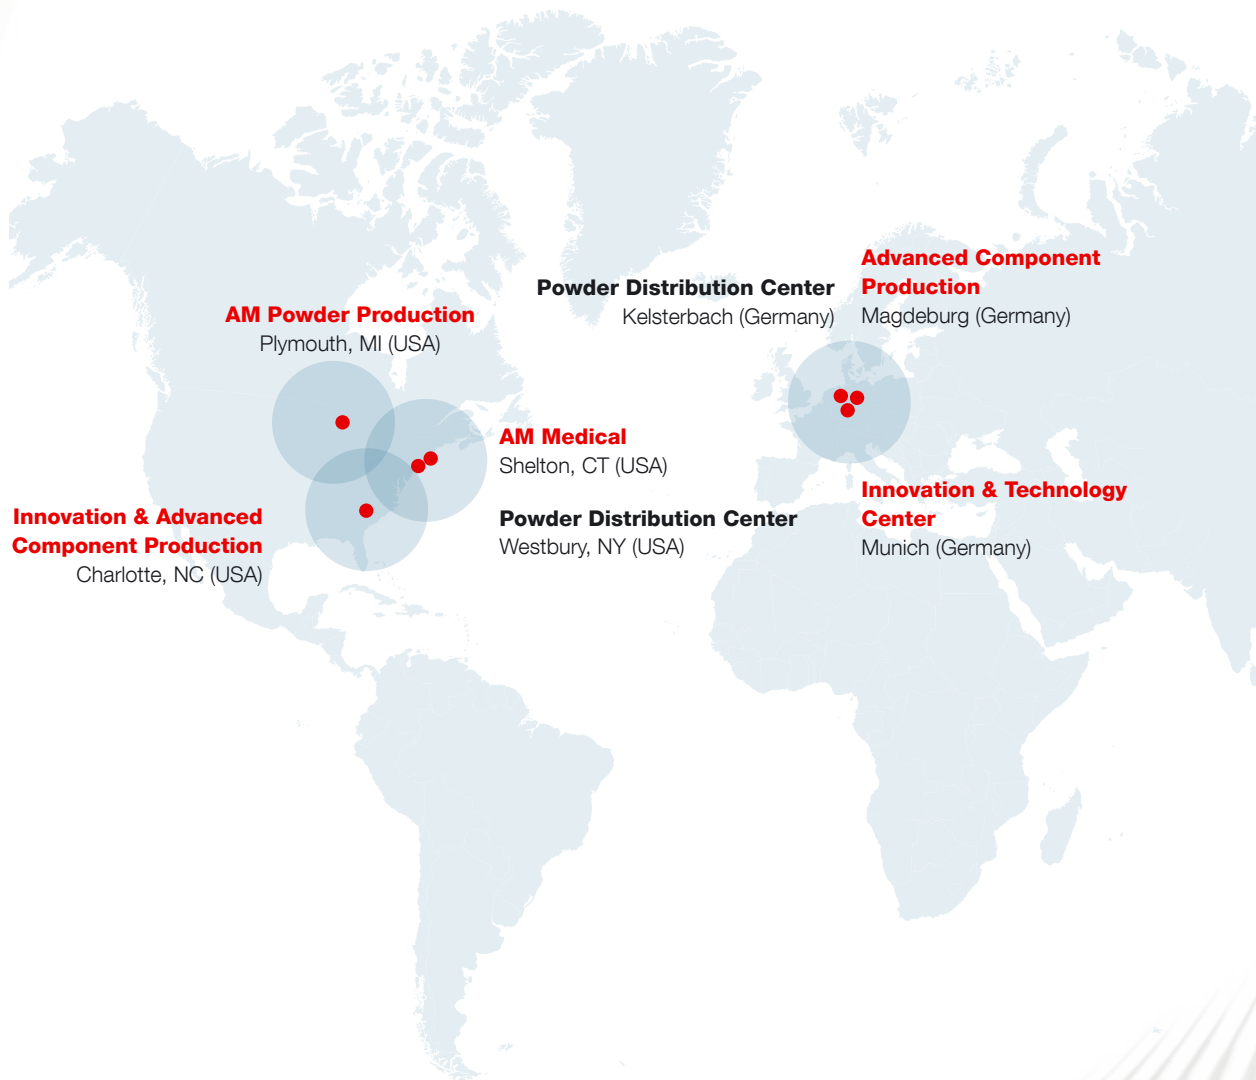 Advanced Component
Production
Magdeburg (Germany)
Powder Distribution Center
Kelsterbach (Germany)
AM Powder Production
Plymouth, MI (USA)
AM Medical
Shelton, CT (USA)
Innovation & Technology
Center
Munich (Germany)
Innovation & Advanced
Component Production
Charlotte, NC (USA)
Powder Distribution Center
Westbury, NY (USA)